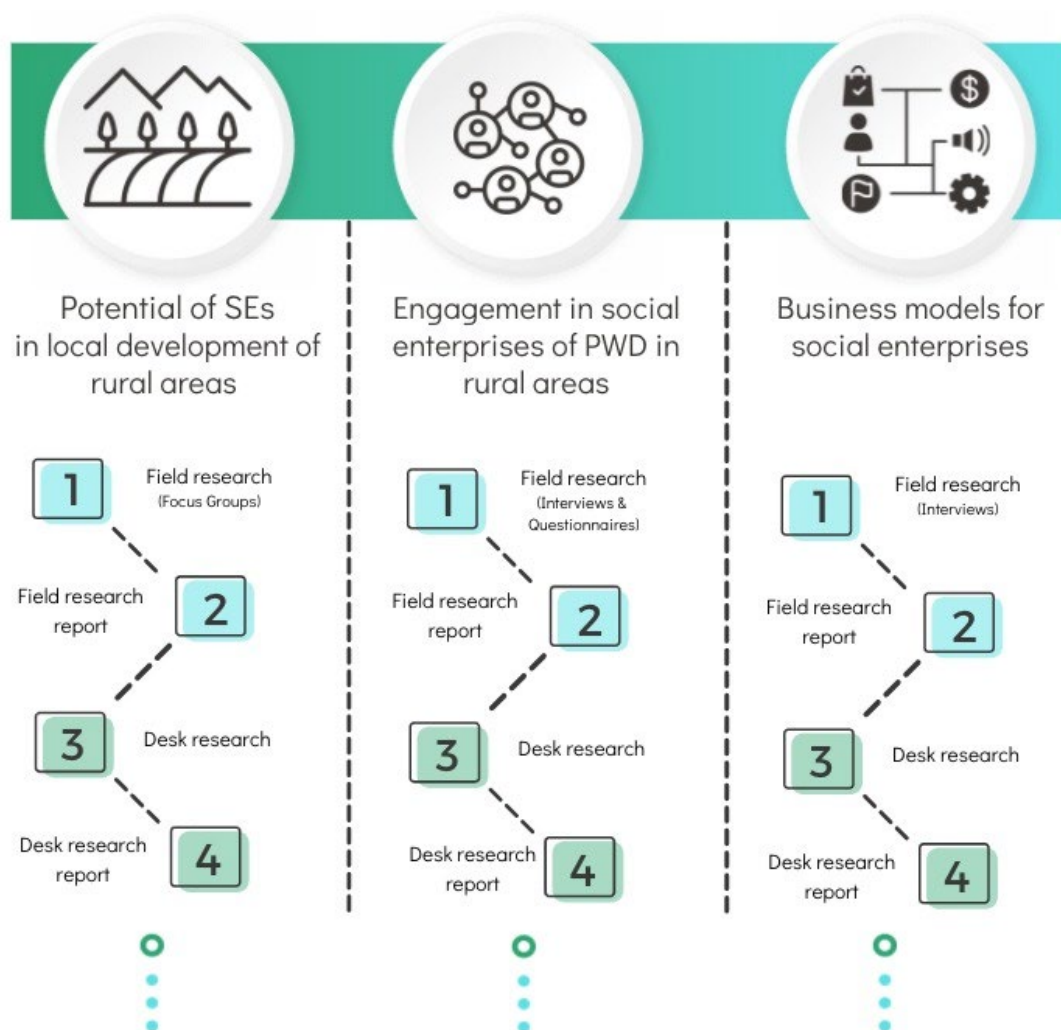 Potential of SEs
in local development of
rural areas
1
Field research
(Focus Groups)
Field research
report
2
3
Desk research
Desk research
report
4
Engagement in social
enterprises of PWD in
rural areas
1
Field research
(Interviews &
Questionnaires)
Field research
report
2
3
Desk research
Desk research
report
4
Business models for
social enterprises
1
Field research
(Interviews)
Field research
report
2
3
Desk research
Desk research
report
4